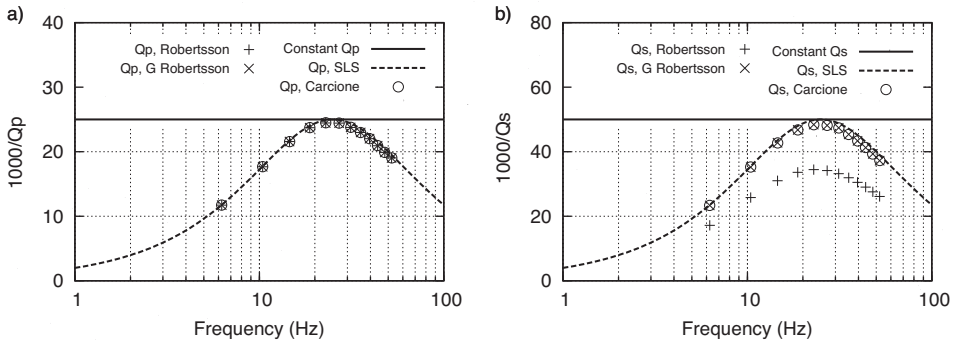 a)
1000/Qp
40
30
20
10
0
Qp, Robertsson
Qp, G Robertsson
Constant Qp
Qp, SLS
Qp, Carcione
1 10 100
Frequency (Hz)
b)
1000/Qs
80
60
40
20
0
Qs, Robertsson
Qs, G Robertsson
Constant Qs
Qs, SLS
Qs, Carcione
1 10 100
Frequency (Hz)